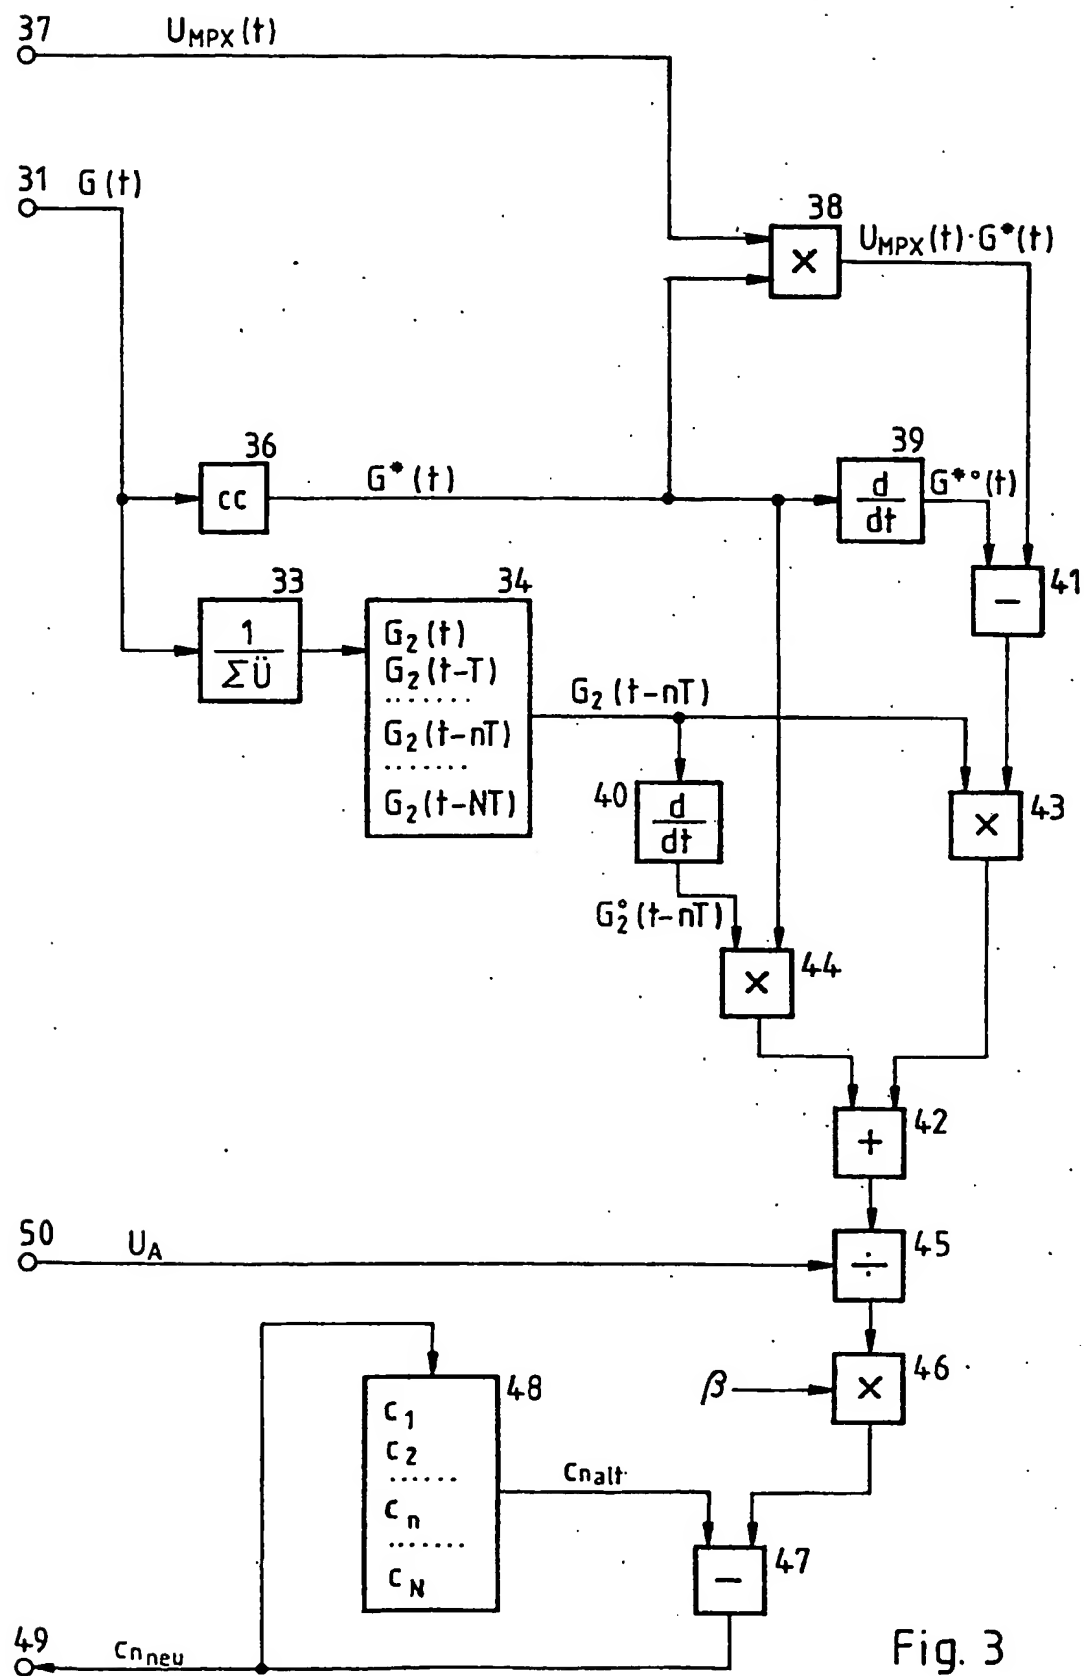 37
U_MPX(t)
31
G(t)
38
×
U_MPX(t)·G*(t)
36
cc
G*(t)
39
d
dt
G*°(t)
41
−
33
1
ΣÜ
34
G₂(t)
G₂(t-T)
.......
G₂(t-nT)
.......
G₂(t-NT)
G₂(t-nT)
40
d
dt
G₂°(t-nT)
43
×
44
×
42
+
50
U_A
45
÷
46
β
×
48
c₁
c₂
......
c_n
.......
c_N
Cnalt
47
−
49
Cnneu
Fig. 3